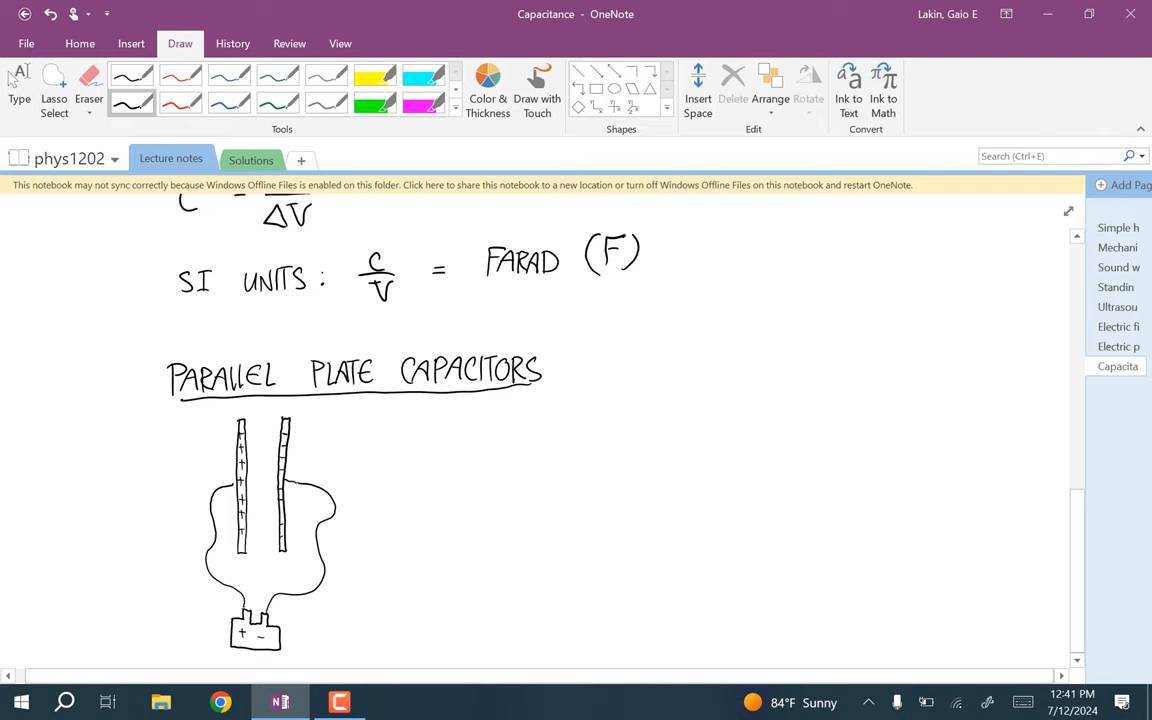 Capacitance - OneNote
Lakin, Gaio E
File Home Insert Draw History Review View
Type Lasso Select Eraser Color & Thickness Draw with Touch Insert Space Delete Arrange Rotate Ink to Text Ink to Math
Tools Shapes Edit Convert
phys1202 Lecture notes Solutions + Search (Ctrl+E)
This notebook may not sync correctly because Windows Offline Files is enabled on this folder. Click here to share this notebook to a new location or turn off Windows Offline Files on this notebook and restart OneNote.
Add Pag
Simple h
Mechani
Sound w
Standin
Ultrasou
Electric fi
Electric p
Capacita
C = ΔV
SI UNITS: C/V = FARAD (F)
PARALLEL PLATE CAPACITORS
+ -
84°F Sunny
12:41 PM
7/12/2024